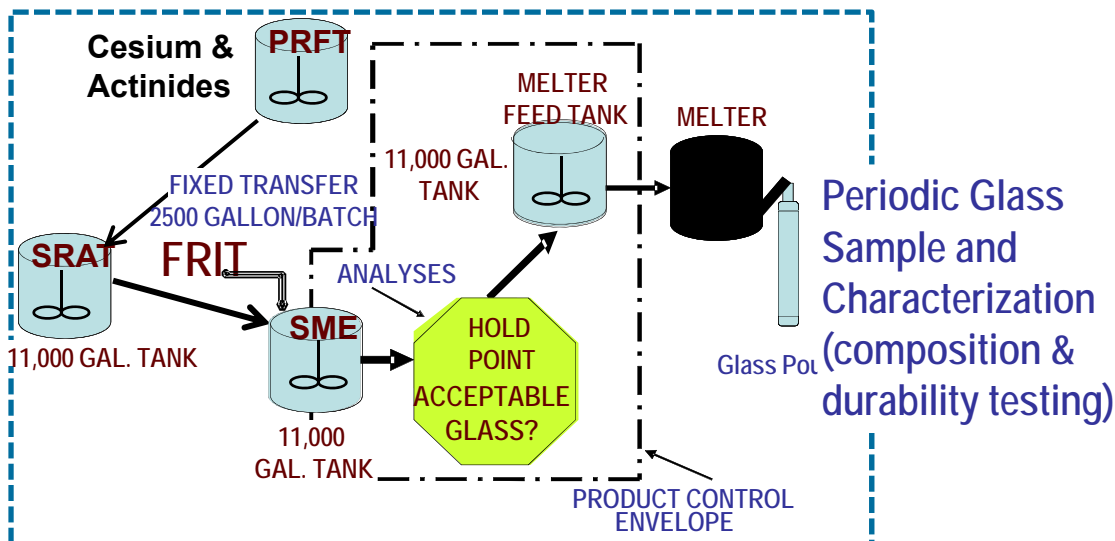 Cesium &
Actinides
PRFT
FIXED TRANSFER
2500 GALLON/BATCH
SRAT
11,000 GAL. TANK
FRIT
SME
11,000
GAL. TANK
ANALYSES
HOLD
POINT
ACCEPTABLE
GLASS?
MELTER
FEED TANK
11,000 GAL.
TANK
MELTER
Glass Pou
Periodic Glass
Sample and
Characterization
(composition &
durability testing)
PRODUCT CONTROL
ENVELOPE